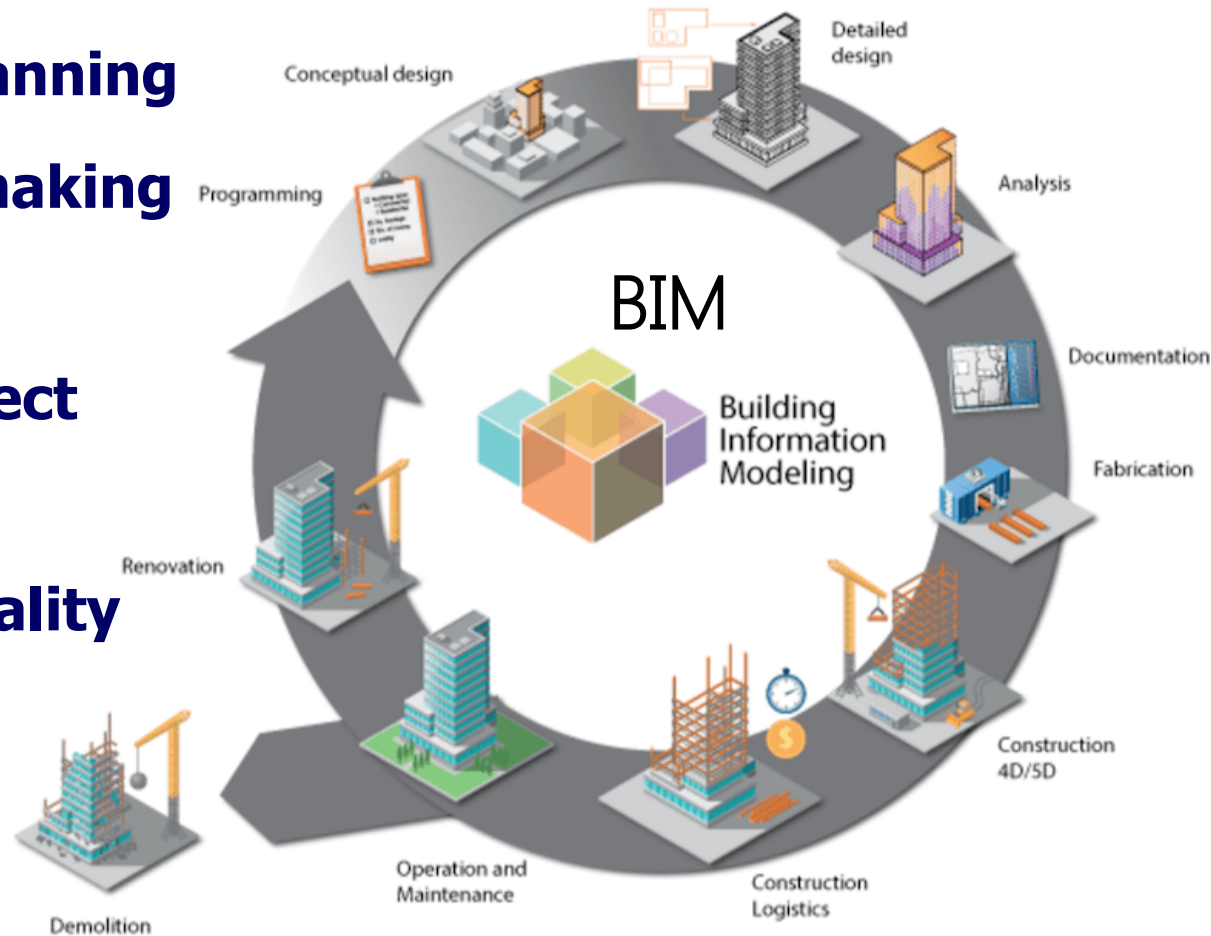 anning
Conceptual design
Detailed
design
naking
Programming
Analysis
BIM
Documentation
ect
Building
Information
Modeling
Fabrication
Renovation
ality
Construction
4D/5D
$
Operation and
Maintenance
Construction
Logistics
Demolition